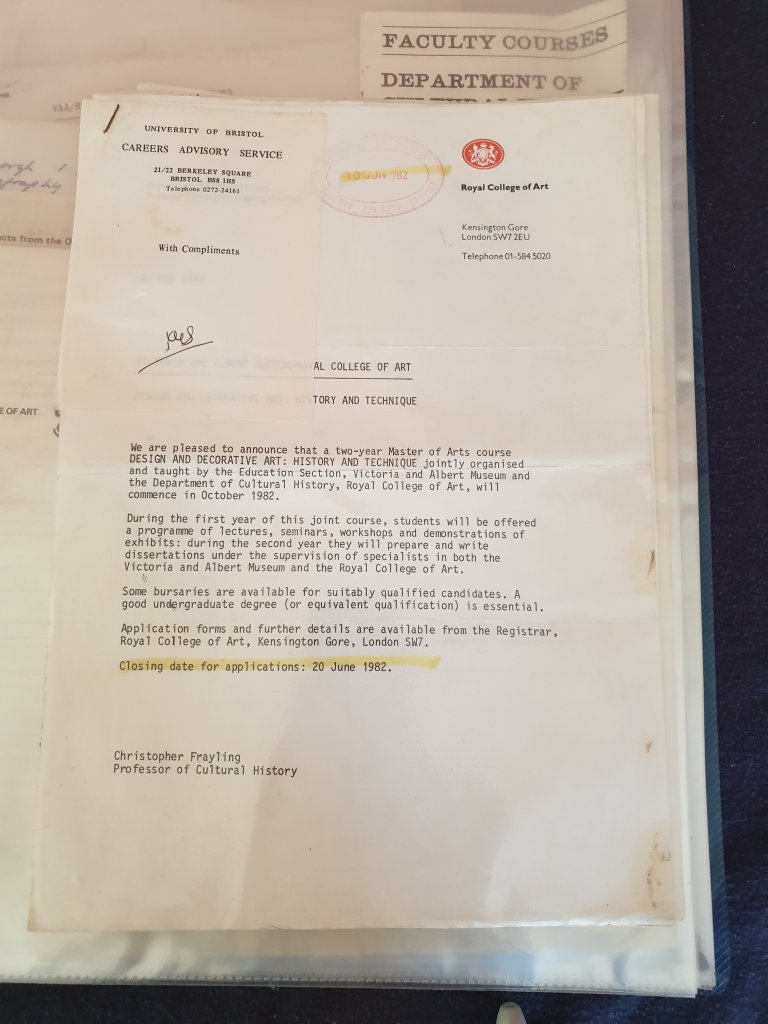 FACULTY COURSES
DEPARTMENT OF
UNIVERSITY OF BRISTOL
CAREERS ADVISORY SERVICE
21/22 BERKELEY SQUARE
BRISTOL BS8 1HS
Telephone 0272-24161
With Compliments
10 JUN 1982
Royal College of Art
Kensington Gore
London SW7 2EU
Telephone 01-584 5020
AL COLLEGE OF ART
TORY AND TECHNIQUE
We are pleased to announce that a two-year Master of Arts course
DESIGN AND DECORATIVE ART: HISTORY AND TECHNIQUE jointly organised
and taught by the Education Section, Victoria and Albert Museum and
the Department of Cultural History, Royal College of Art, will
commence in October 1982.
During the first year of this joint course, students will be offered
a programme of lectures, seminars, workshops and demonstrations of
exhibits: during the second year they will prepare and write
dissertations under the supervision of specialists in both the
Victoria and Albert Museum and the Royal College of Art.
Some bursaries are available for suitably qualified candidates. A
good undergraduate degree (or equivalent qualification) is essential.
Application forms and further details are available from the Registrar,
Royal College of Art, Kensington Gore, London SW7.
Closing date for applications: 20 June 1982.
Christopher Frayling
Professor of Cultural History
V&A/R
cts from the O
E OF ART